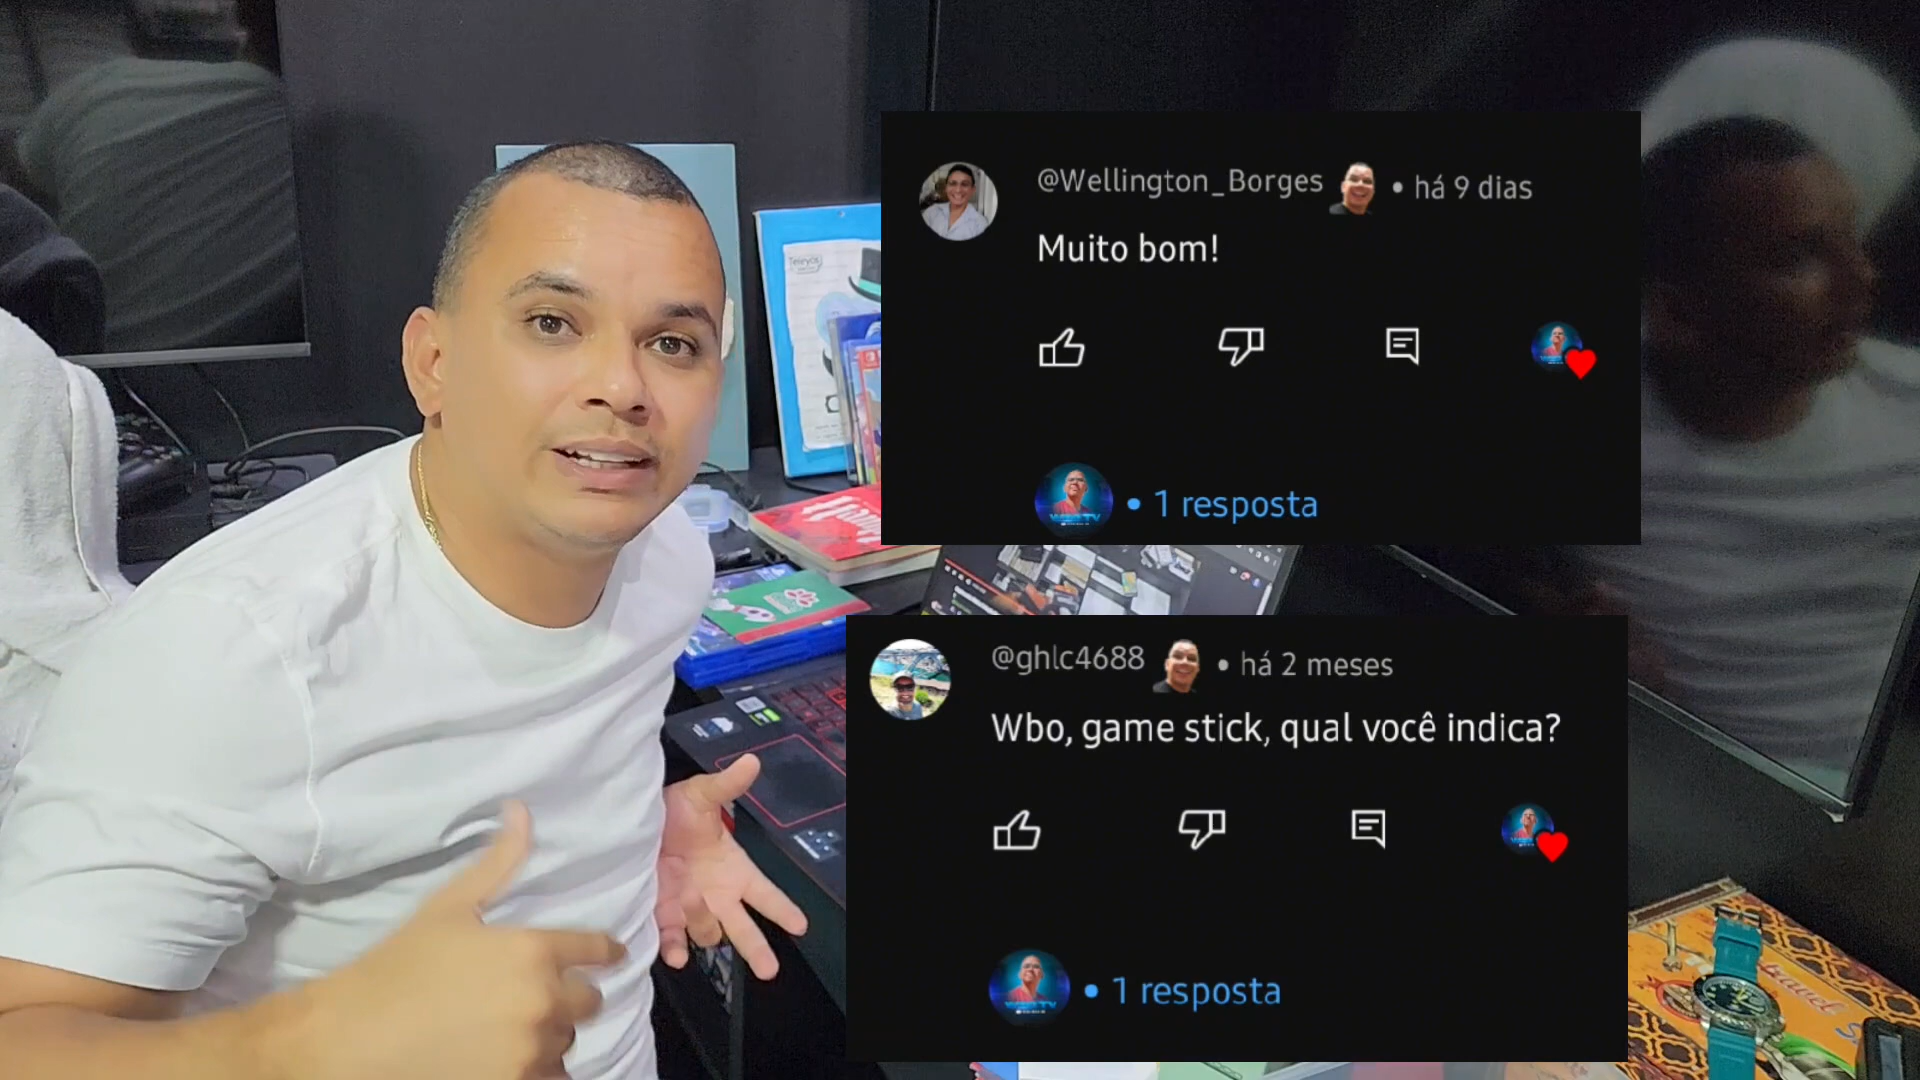 @Wellington_Borges • há 9 dias
Muito bom!
• 1 resposta
@ghlc4688 • há 2 meses
Wbo, game stick, qual você indica?
• 1 resposta